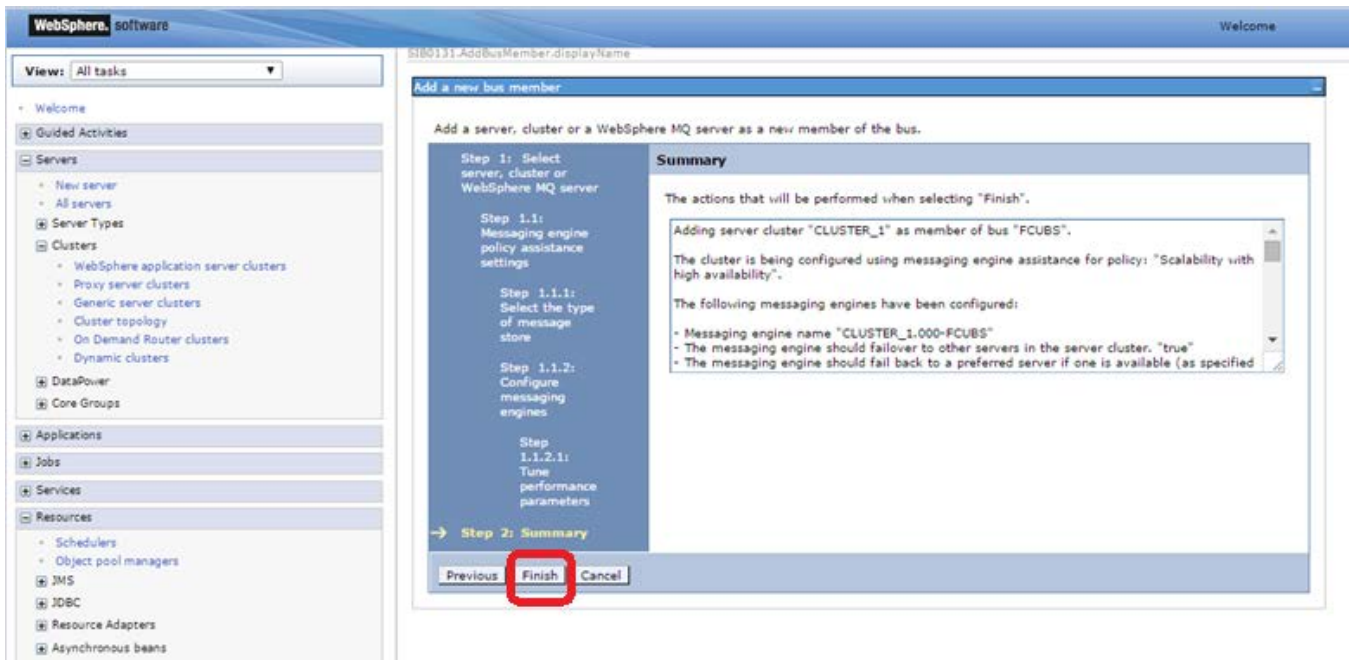 WebSphere. software
Welcome
View: All tasks
Welcome
Guided Activities
Servers
New server
All servers
Server Types
Clusters
WebSphere application server clusters
Proxy server clusters
Generic server clusters
Cluster topology
On Demand Router clusters
Dynamic clusters
DataPower
Core Groups
Applications
Jobs
Services
Resources
Schedulers
Object pool managers
JMS
JDBC
Resource Adapters
Asynchronous beans
SIB0131.AddBusMember.displayName
Add a new bus member
Add a server, cluster or a WebSphere MQ server as a new member of the bus.
Step 1: Select
server, cluster or
WebSphere MQ server
Step 1.1:
Messaging engine
policy assistance
settings
Step 1.1.1:
Select the type
of message
store
Step 1.1.2:
Configure
messaging
engines
Step
1.1.2.1:
Tune
performance
parameters
Step 2: Summary
Summary
The actions that will be performed when selecting "Finish".
Adding server cluster "CLUSTER_1" as member of bus "FCUBS".
The cluster is being configured using messaging engine assistance for policy: "Scalability with
high availability".
The following messaging engines have been configured:
- Messaging engine name "CLUSTER_1.000-FCUBS"
- The messaging engine should failover to other servers in the server cluster. "true"
- The messaging engine should fail back to a preferred server if one is available (as specified
Previous Finish Cancel